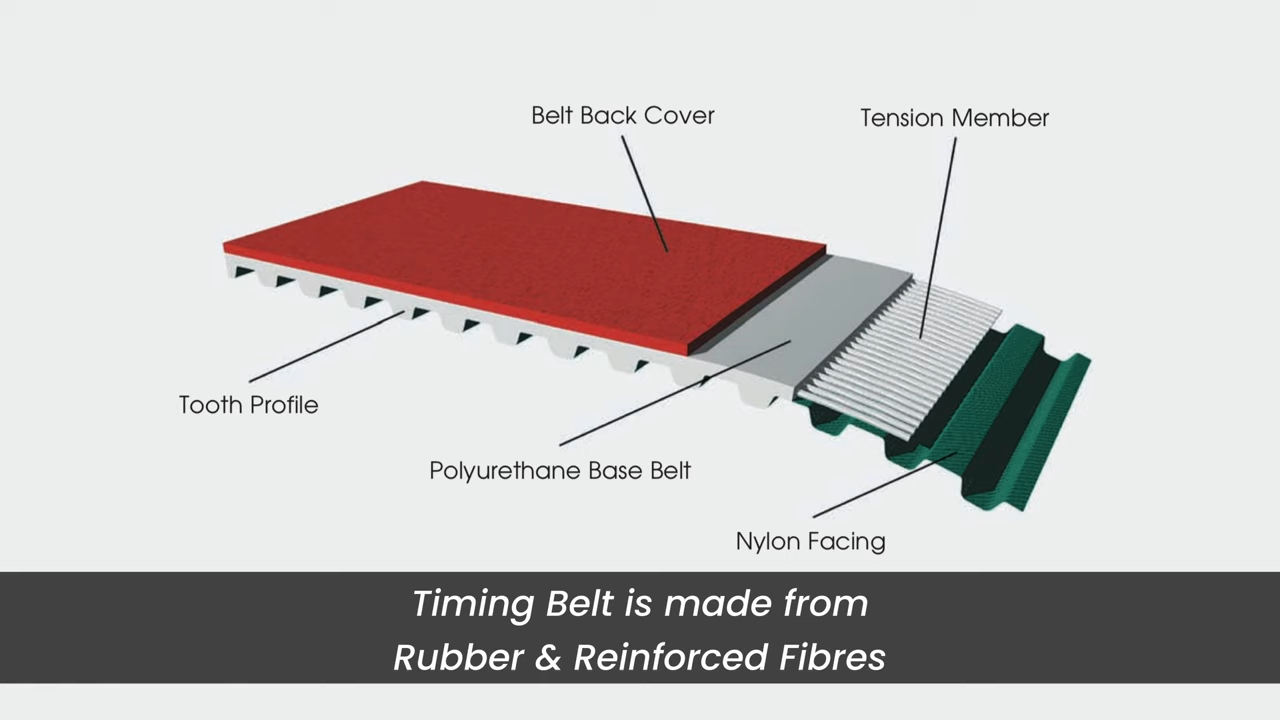 Belt Back Cover
Tension Member
Tooth Profile
Polyurethane Base Belt
Nylon Facing
Timing Belt is made from
Rubber & Reinforced Fibres